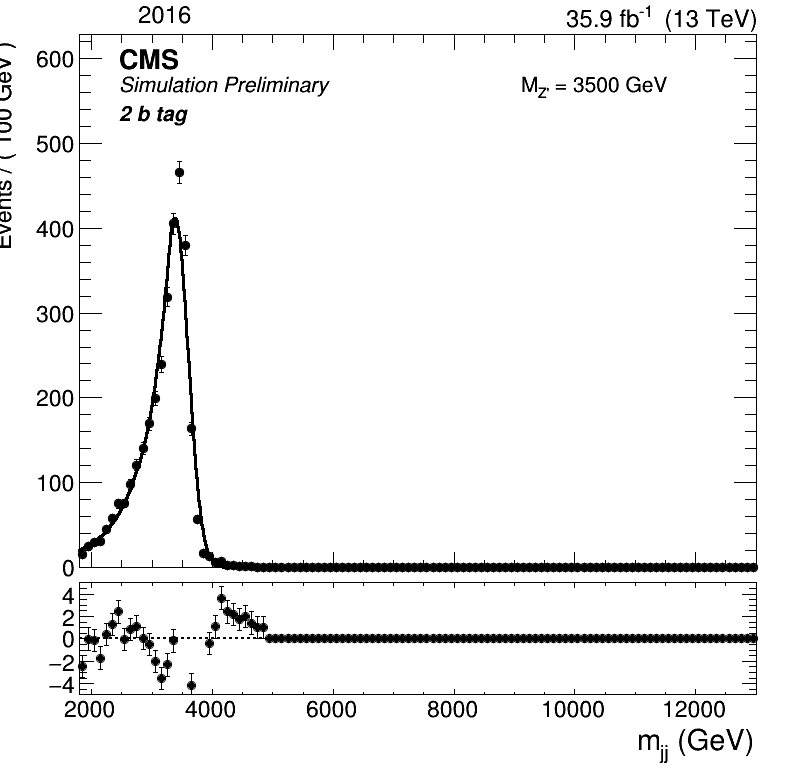 2016 35.9 fb⁻¹ (13 TeV)
CMS
Simulation Preliminary
M_Z' = 3500 GeV
2 b tag
Events / ( 100 GeV )
600
500
400
300
200
100
0
4
2
0
−2
−4
2000 4000 6000 8000 10000 12000
m_jj (GeV)